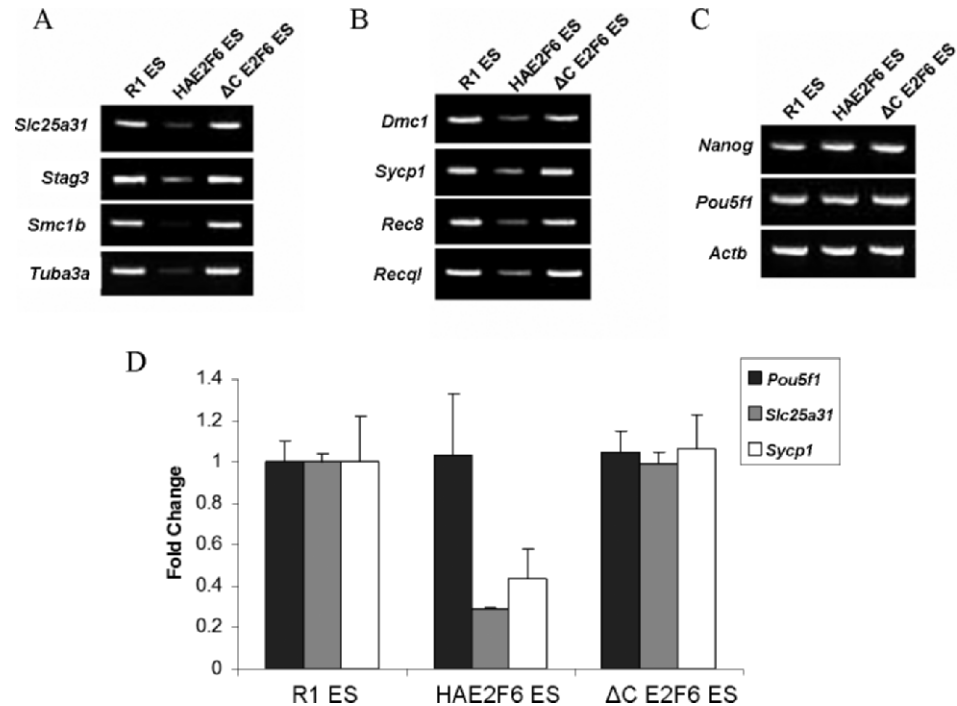 A
R1 ES
HAE2F6 ES
ΔC E2F6 ES
Slc25a31
Stag3
Smc1b
Tuba3a
B
R1 ES
HAE2F6 ES
ΔC E2F6 ES
Dmc1
Sycp1
Rec8
Recql
C
R1 ES
HAE2F6 ES
ΔC E2F6 ES
Nanog
Pou5f1
Actb
D
Fold Change
1.4
1.2
1
0.8
0.6
0.4
0.2
0
R1 ES
HAE2F6 ES
ΔC E2F6 ES
Pou5f1
Slc25a31
Sycp1